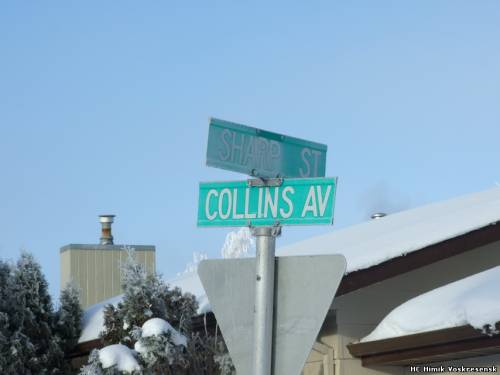 SHARP ST
COLLINS AV
HC Himik Voskresensk